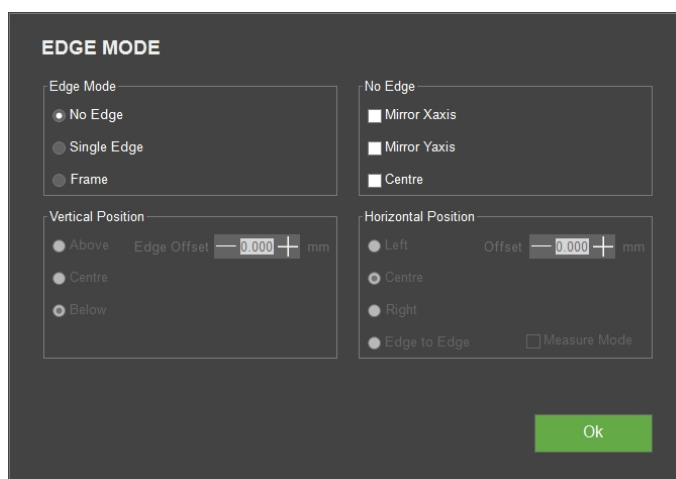 EDGE MODE
Edge Mode
No Edge
Single Edge
Frame
No Edge
Mirror Xaxis
Mirror Yaxis
Centre
Vertical Position
Above Edge Offset 0.000 mm
Centre
Below
Horizontal Position
Left Offset 0.000 mm
Centre
Right
Edge to Edge Measure Mode
Ok